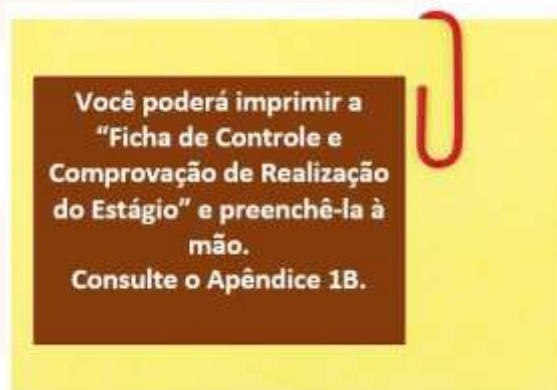 Você poderá imprimir a
“Ficha de Controle e
Comprovação de Realização
do Estágio” e preenchê-la à
mão.
Consulte o Apêndice 1B.